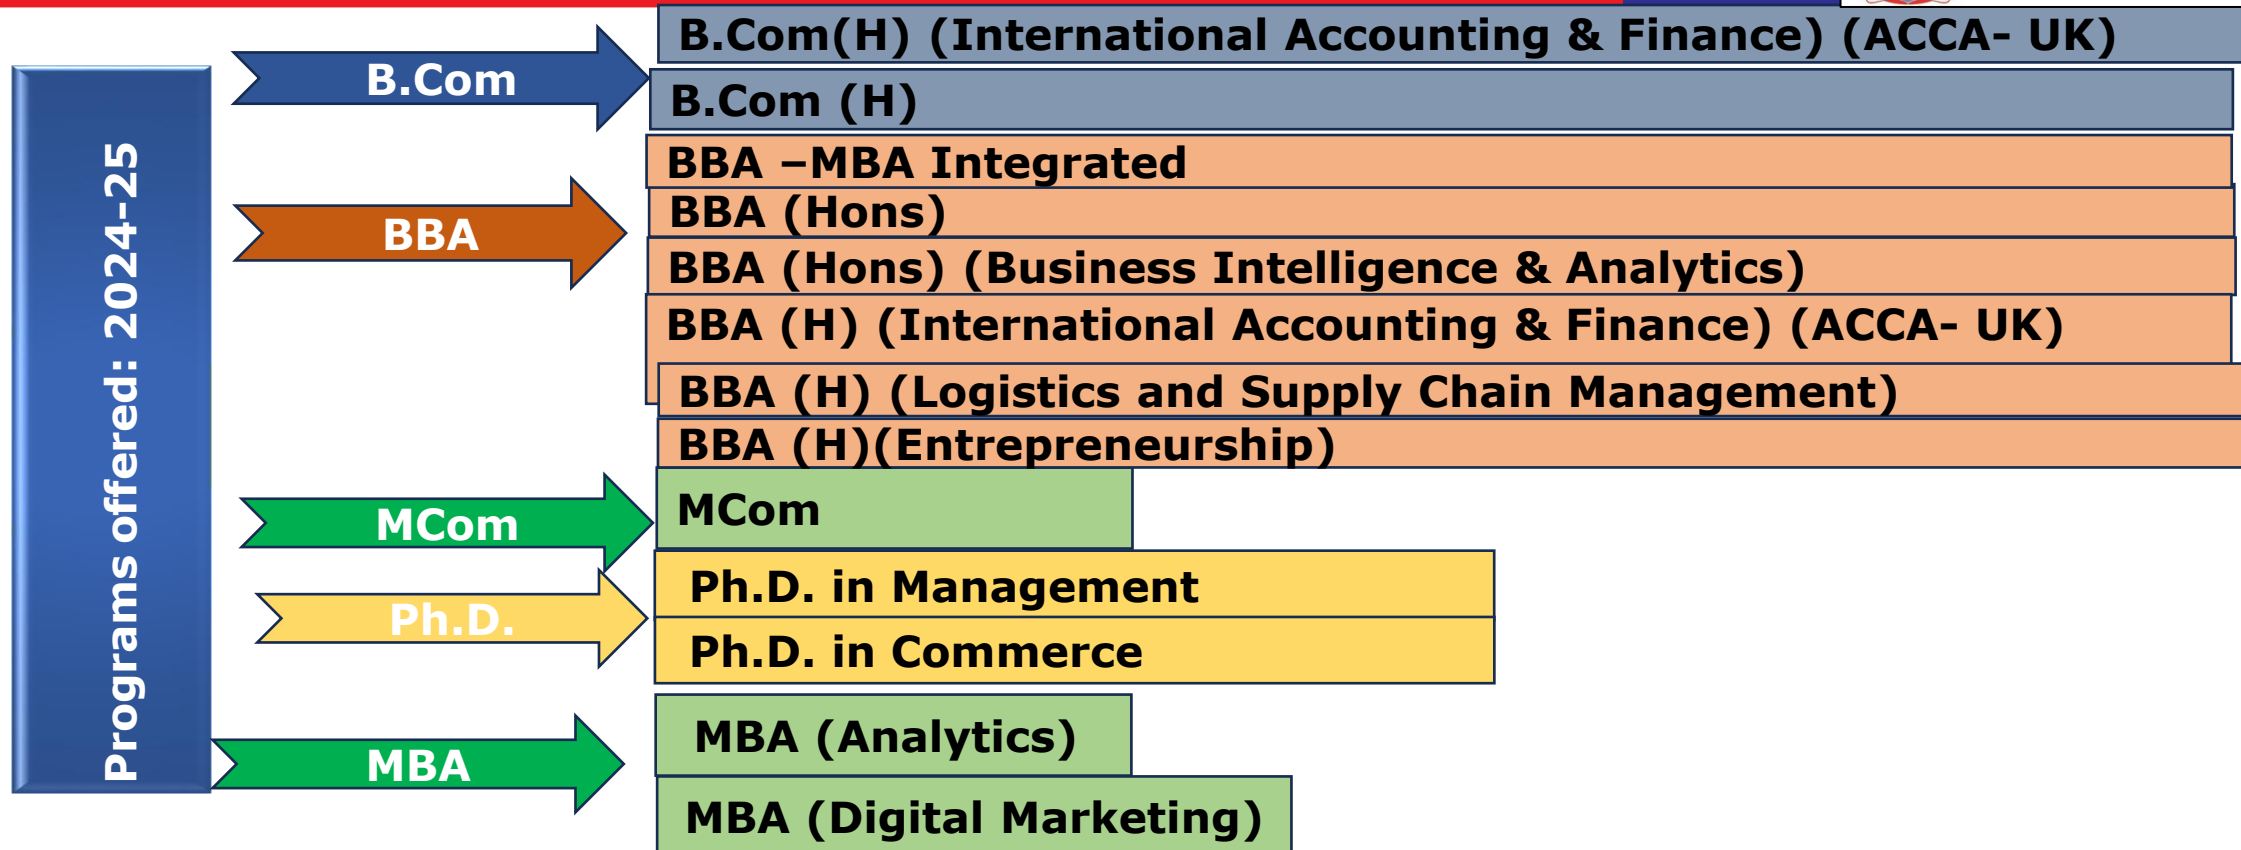 Programs offered: 2024-25
B.Com
B.Com(H) (International Accounting & Finance) (ACCA- UK)
B.Com (H)
BBA
BBA –MBA Integrated
BBA (Hons)
BBA (Hons) (Business Intelligence & Analytics)
BBA (H) (International Accounting & Finance) (ACCA- UK)
BBA (H) (Logistics and Supply Chain Management)
BBA (H)(Entrepreneurship)
MCom
MCom
Ph.D.
Ph.D. in Management
Ph.D. in Commerce
MBA
MBA (Analytics)
MBA (Digital Marketing)